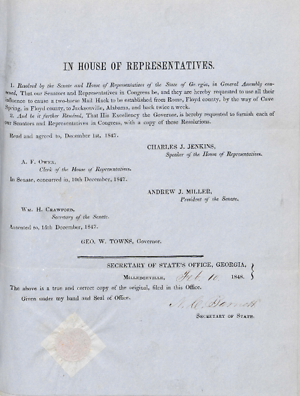 IN HOUSE OF REPRESENTATIVES.
1. Resolved by the Senate and House of Representatives of the State of Georgia, in General Assembly con-
vened, That our Senators and Representatives in Congress be, and they are hereby requested to use all their
influence to cause a two-horse Mail Hack to be established from Rome, Floyd county, by the way of Cave
Spring, in Floyd county, to Jacksonville, Alabama, and back twice a week.
2. And be it further Resolved, That His Excellency the Governor, is hereby requested to furnish each of
our Senators and Representatives in Congress, with a copy of these Resolutions.
Read and agreed to, December 1st, 1847.
CHARLES J. JENKINS,
Speaker of the House of Representatives.
A. F. Owen,
Clerk of the House of Representatives.
In Senate, concurred in, 10th December, 1847.
ANDREW J. MILLER,
President of the Senate.
Wm. H. Crawford,
Secretary of the Senate.
Assented to, December, 1847.
GEO. W. TOWNS, Governor.
SECRETARY OF STATE'S OFFICE, GEORGIA,
Milledgeville, Feb 10 1848.
The above is a true and correct copy of the original, filed in this Office.
Given under my hand and Seal of Office.
Barnett
Secretary of State.